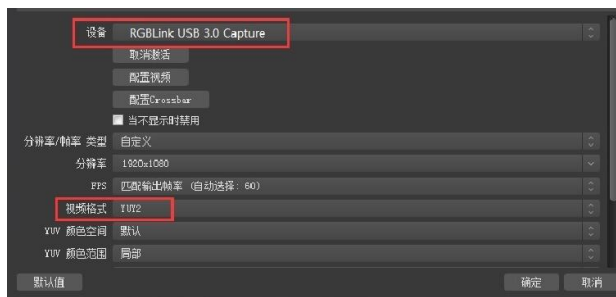 设备 RGBLink USB 3.0 Capture
取消激活
配置视频
配置Crossbar
当不显示时禁用
分辨率/帧率 类型 自定义
分辨率 1920x1080
FPS 匹配输出帧率 (自动选择: 60)
视频格式 YUY2
YUV 颜色空间 默认
YUV 颜色范围 局部
默认值 确定 取消